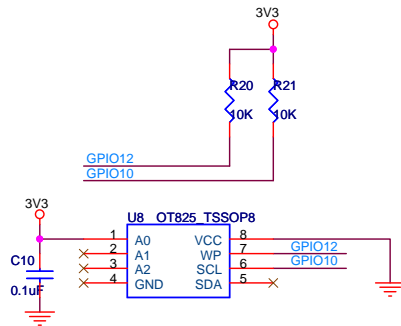 3V3
R20 R21
10K 10K
GPIO12
GPIO10
3V3
U8 OT825_TSSOP8
1 A0 VCC 8
2 A1 WP 7 GPIO12
3 A2 SCL 6 GPIO10
4 GND SDA 5
C10
0.1uF